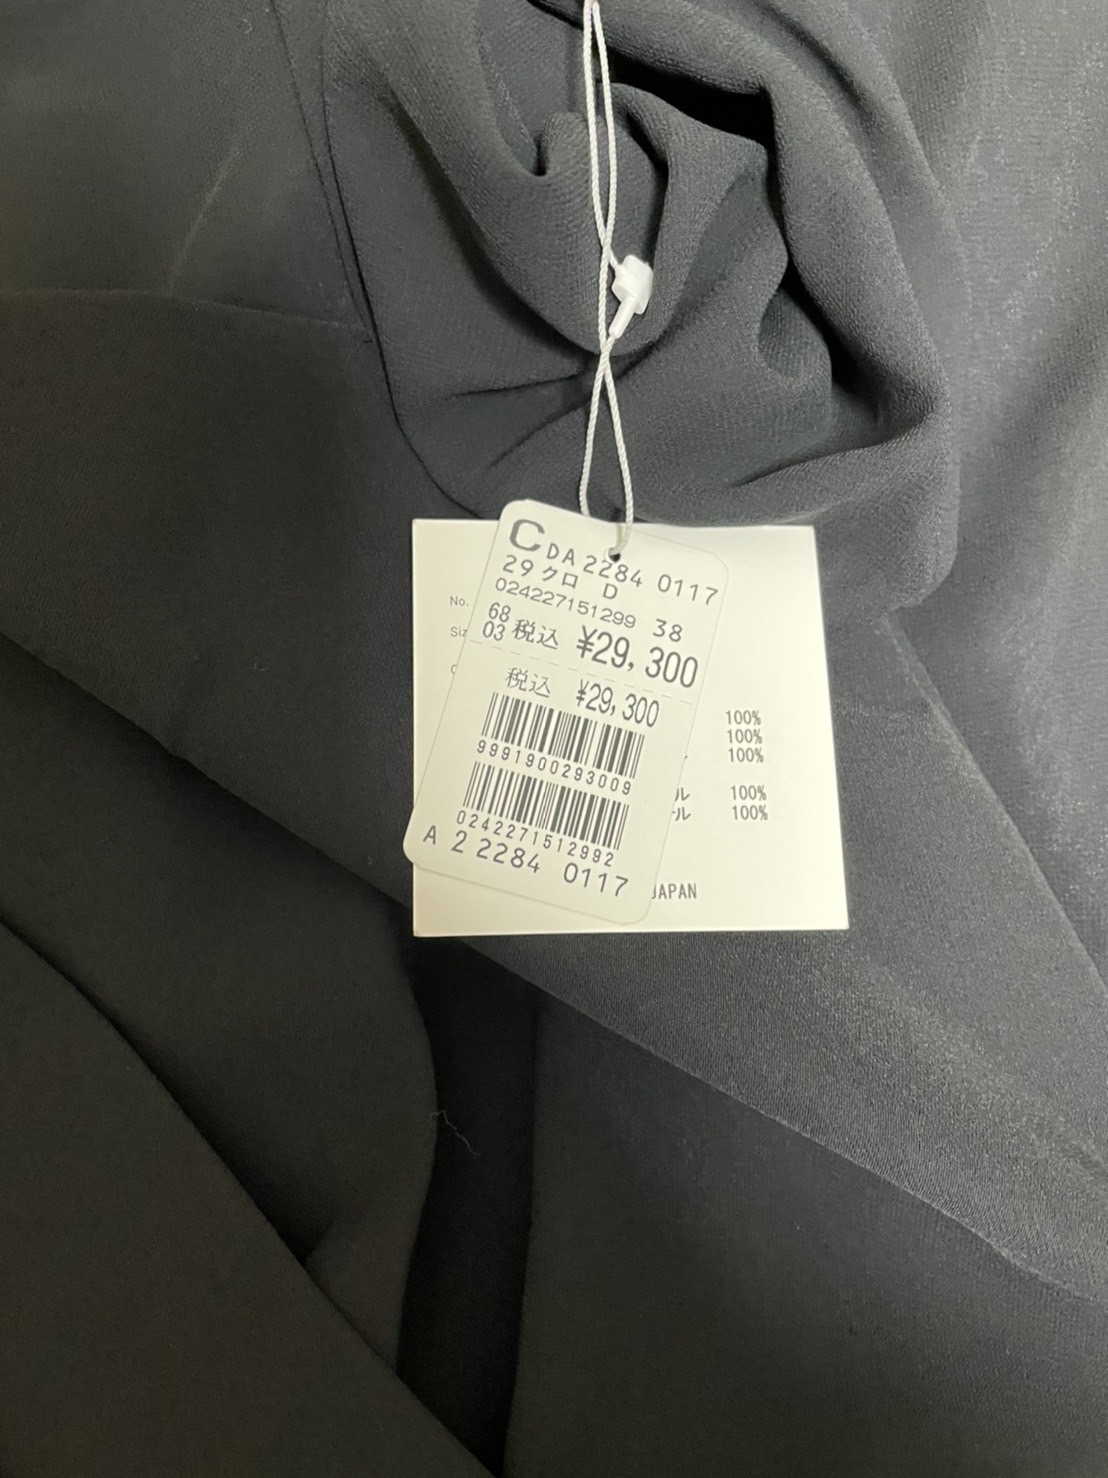 C DA 2284 0117
29 クロ D
024227151299 38
68
03 税込 ¥29,300
税込 ¥29,300
9991900293009
0242271512992
A 2 2284 0117
No.
100%
100%
100%
ル 100%
ール 100%
JAPAN